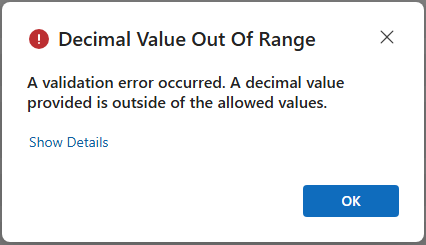 Decimal Value Out Of Range
A validation error occurred. A decimal value
provided is outside of the allowed values.
Show Details
OK